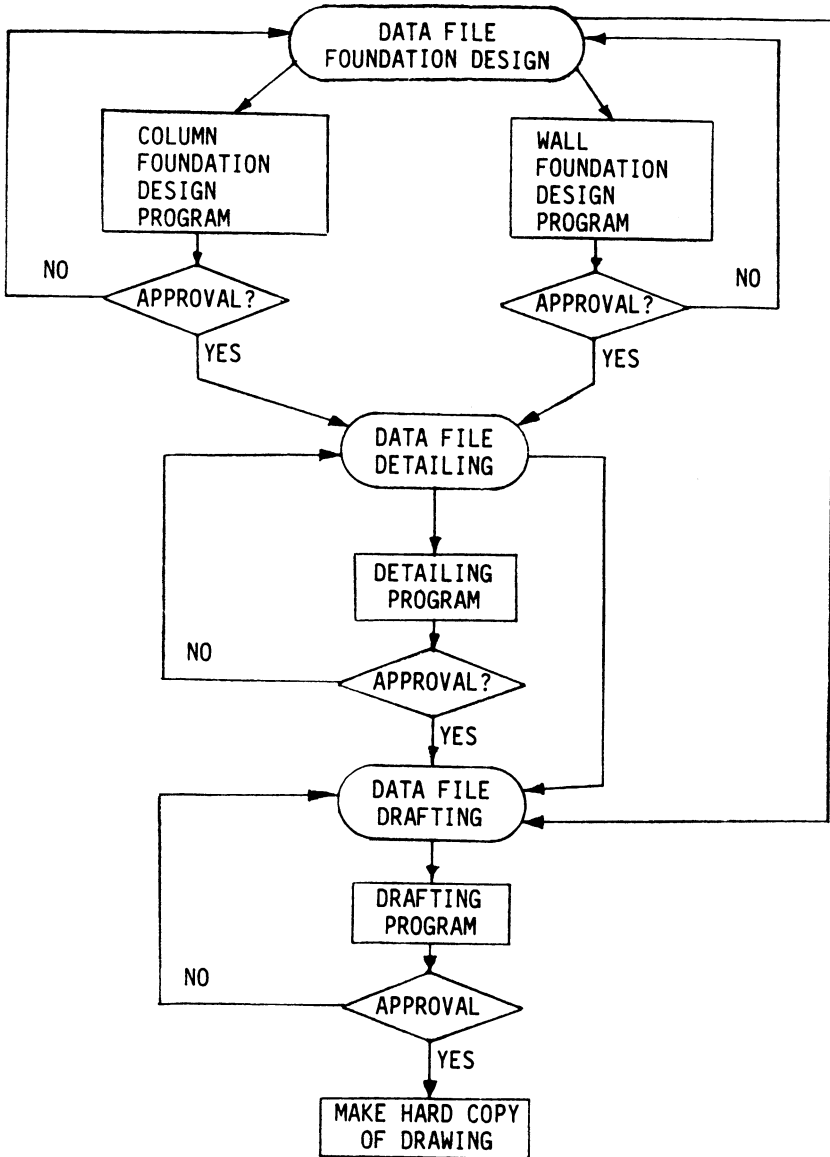 DATA FILE
FOUNDATION DESIGN
COLUMN
FOUNDATION
DESIGN
PROGRAM
WALL
FOUNDATION
DESIGN
PROGRAM
NO
APPROVAL?
APPROVAL?
NO
YES
YES
DATA FILE
DETAILING
DETAILING
PROGRAM
NO
APPROVAL?
YES
DATA FILE
DRAFTING
DRAFTING
PROGRAM
NO
APPROVAL
YES
MAKE HARD COPY
OF DRAWING